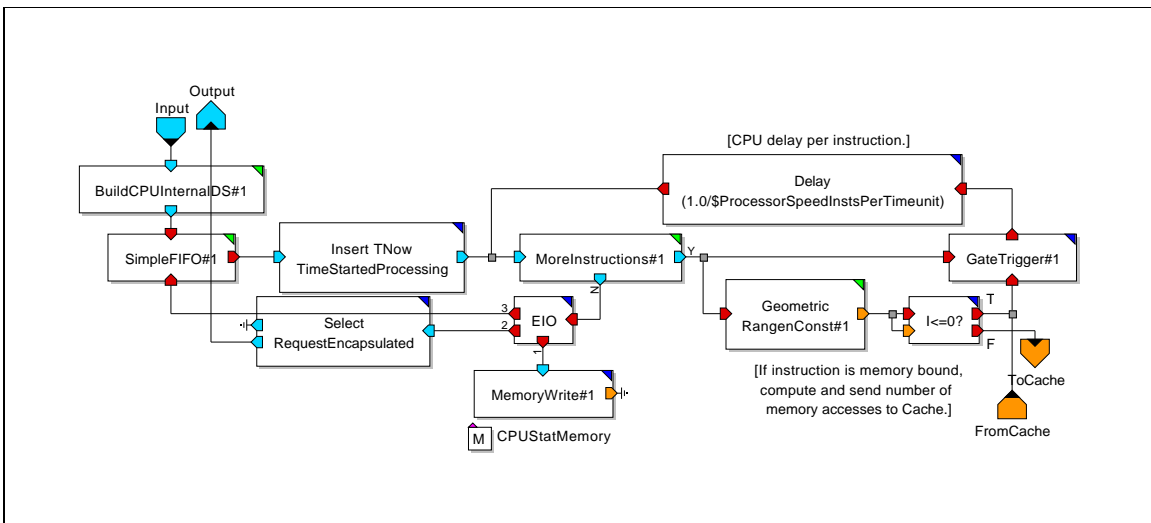 Output
Input
[CPU delay per instruction.]
BuildCPUInternalDS#1
Delay
(1.0/$ProcessorSpeedInstsPerTimeunit)
SimpleFIFO#1
Insert TNow
TimeStartedProcessing
MoreInstructions#1
Y
GateTrigger#1
N
Select
RequestEncapsulated
3
2
EIO
1
Geometric
RangenConst#1
I<=0?
T
F
MemoryWrite#1
[If instruction is memory bound,
compute and send number of
memory accesses to Cache.]
ToCache
FromCache
M
CPUStatMemory